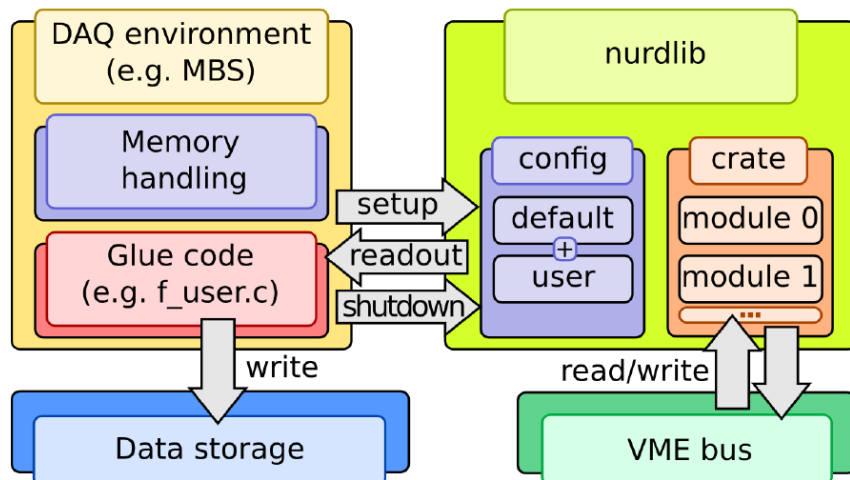 DAQ environment
(e.g. MBS)
nurdlib
Memory
handling
config
crate
setup
default
module 0
Glue code
(e.g. f_user.c)
readout
+
user
module 1
shutdown
...
write
read/write
Data storage
VME bus